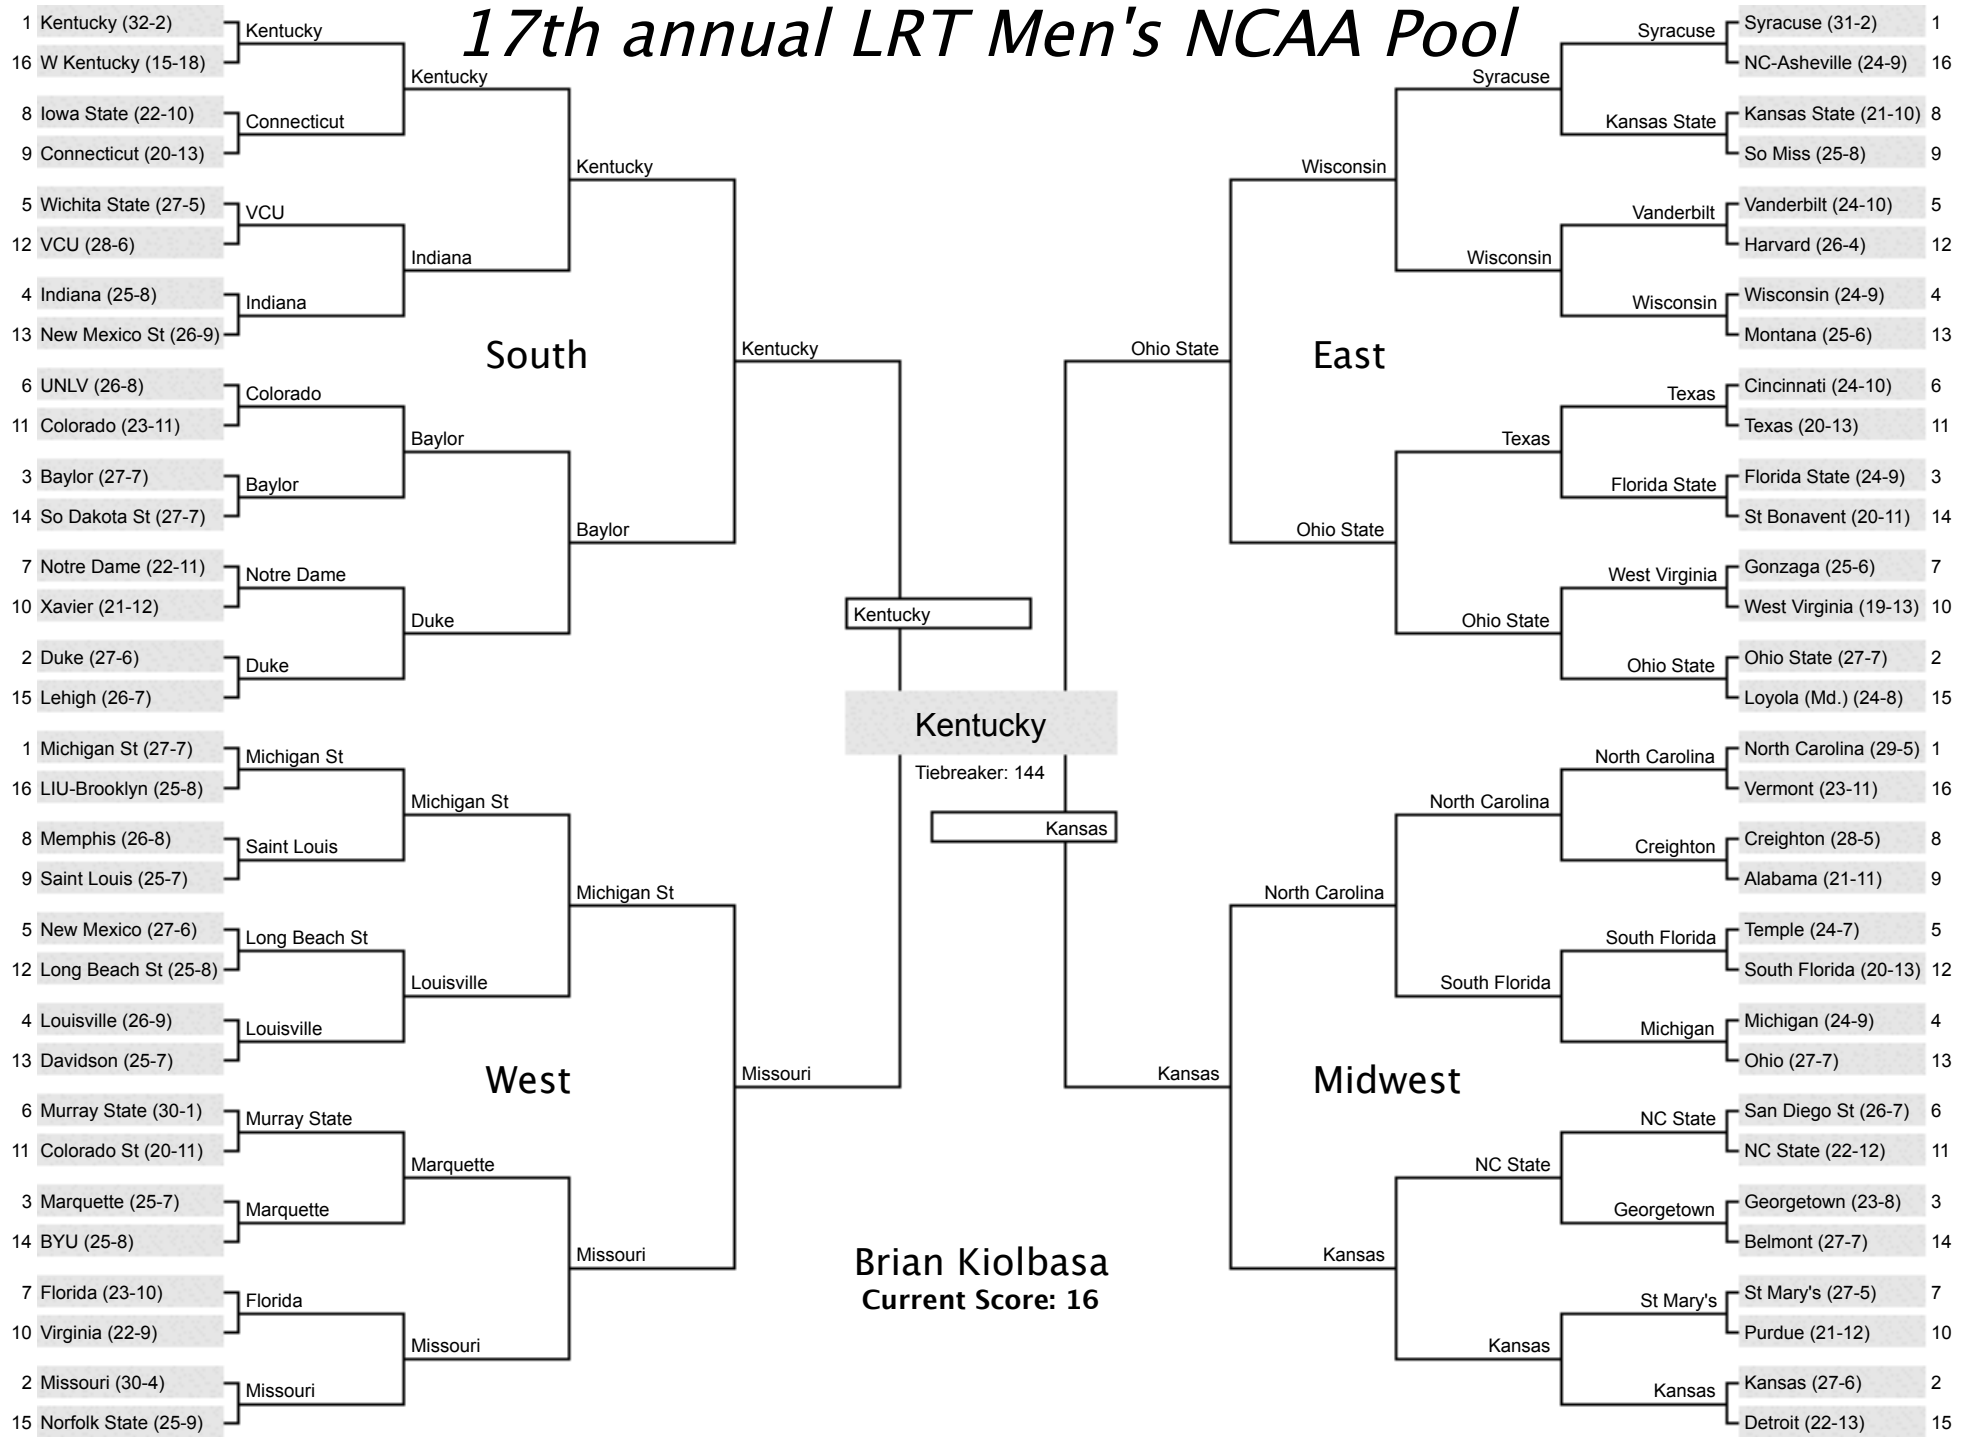 17th annual LRT Men's NCAA Pool
1 Kentucky (32-2)
16 W Kentucky (15-18)
8 Iowa State (22-10)
9 Connecticut (20-13)
5 Wichita State (27-5)
12 VCU (28-6)
4 Indiana (25-8)
13 New Mexico St (26-9)
6 UNLV (26-8)
11 Colorado (23-11)
3 Baylor (27-7)
14 So Dakota St (27-7)
7 Notre Dame (22-11)
10 Xavier (21-12)
2 Duke (27-6)
15 Lehigh (26-7)
Kentucky
Connecticut
VCU
Indiana
Colorado
Baylor
Notre Dame
Duke
Kentucky
Indiana
Baylor
Duke
Kentucky
Baylor
Kentucky
South
1 Michigan St (27-7)
16 LIU-Brooklyn (25-8)
8 Memphis (26-8)
9 Saint Louis (25-7)
5 New Mexico (27-6)
12 Long Beach St (25-8)
4 Louisville (26-9)
13 Davidson (25-7)
6 Murray State (30-1)
11 Colorado St (20-11)
3 Marquette (25-7)
14 BYU (25-8)
7 Florida (23-10)
10 Virginia (22-9)
2 Missouri (30-4)
15 Norfolk State (25-9)
Michigan St
Saint Louis
Long Beach St
Louisville
Murray State
Marquette
Florida
Missouri
Michigan St
Louisville
Marquette
Missouri
Michigan St
Missouri
Missouri
West
Kentucky
Kentucky
Tiebreaker: 144
Kansas
Brian Kiolbasa
Current Score: 16
Syracuse (31-2) 1
NC-Asheville (24-9) 16
Kansas State (21-10) 8
So Miss (25-8) 9
Vanderbilt (24-10) 5
Harvard (26-4) 12
Wisconsin (24-9) 4
Montana (25-6) 13
Cincinnati (24-10) 6
Texas (20-13) 11
Florida State (24-9) 3
St Bonavent (20-11) 14
Gonzaga (25-6) 7
West Virginia (19-13) 10
Ohio State (27-7) 2
Loyola (Md.) (24-8) 15
Syracuse
Kansas State
Vanderbilt
Wisconsin
Texas
Florida State
West Virginia
Ohio State
Syracuse
Wisconsin
Texas
Ohio State
Wisconsin
Ohio State
Ohio State
East
North Carolina (29-5) 1
Vermont (23-11) 16
Creighton (28-5) 8
Alabama (21-11) 9
Temple (24-7) 5
South Florida (20-13) 12
Michigan (24-9) 4
Ohio (27-7) 13
San Diego St (26-7) 6
NC State (22-12) 11
Georgetown (23-8) 3
Belmont (27-7) 14
St Mary's (27-5) 7
Purdue (21-12) 10
Kansas (27-6) 2
Detroit (22-13) 15
North Carolina
Creighton
South Florida
Michigan
NC State
Georgetown
St Mary's
Kansas
North Carolina
South Florida
NC State
Kansas
North Carolina
Kansas
Kansas
Midwest